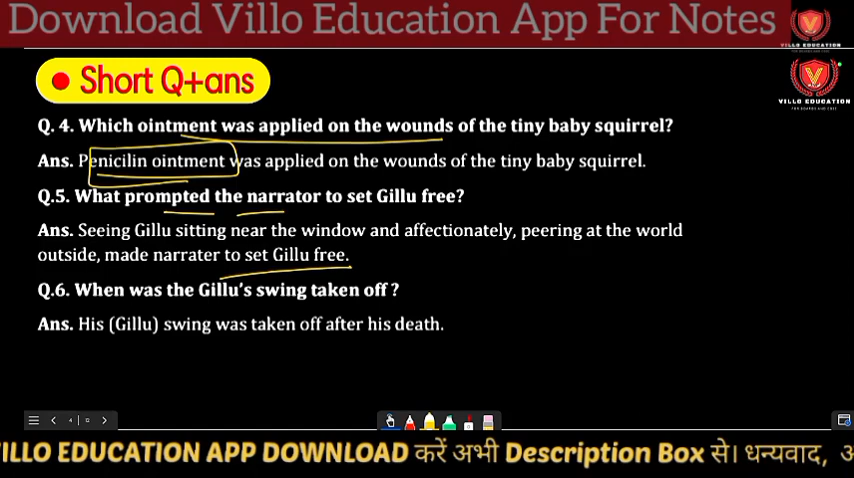 Download Villo Education App For Notes
VILLO EDUCATION
Short Q+ans
VILLO EDUCATION
Q. 4. Which ointment was applied on the wounds of the tiny baby squirrel?
Ans. Penicilin ointment was applied on the wounds of the tiny baby squirrel.
Q.5. What prompted the narrator to set Gillu free?
Ans. Seeing Gillu sitting near the window and affectionately, peering at the world
outside, made narrater to set Gillu free.
Q.6. When was the Gillu's swing taken off ?
Ans. His (Gillu) swing was taken off after his death.
VILLO EDUCATION APP DOWNLOAD करें अभी Description Box से। धन्यवाद,